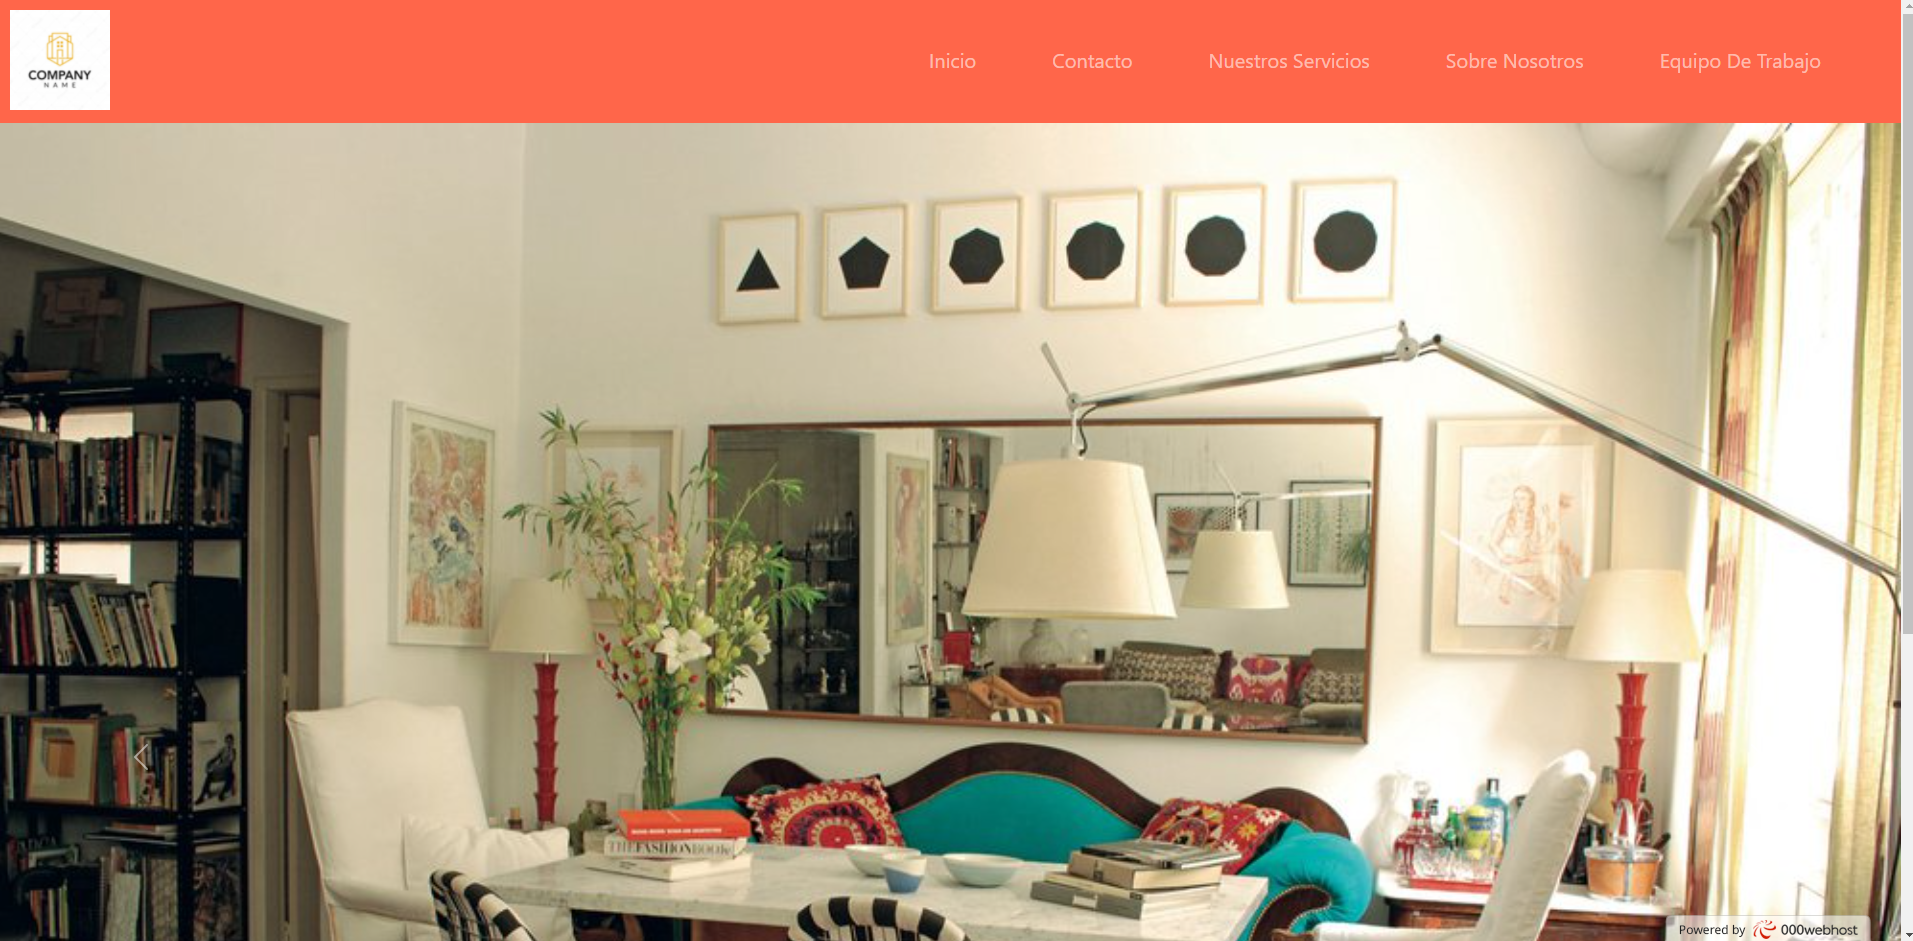 COMPANY
NAME
Inicio
Contacto
Nuestros Servicios
Sobre Nosotros
Equipo De Trabajo
THE FASHION BOOK
Powered by 000webhost